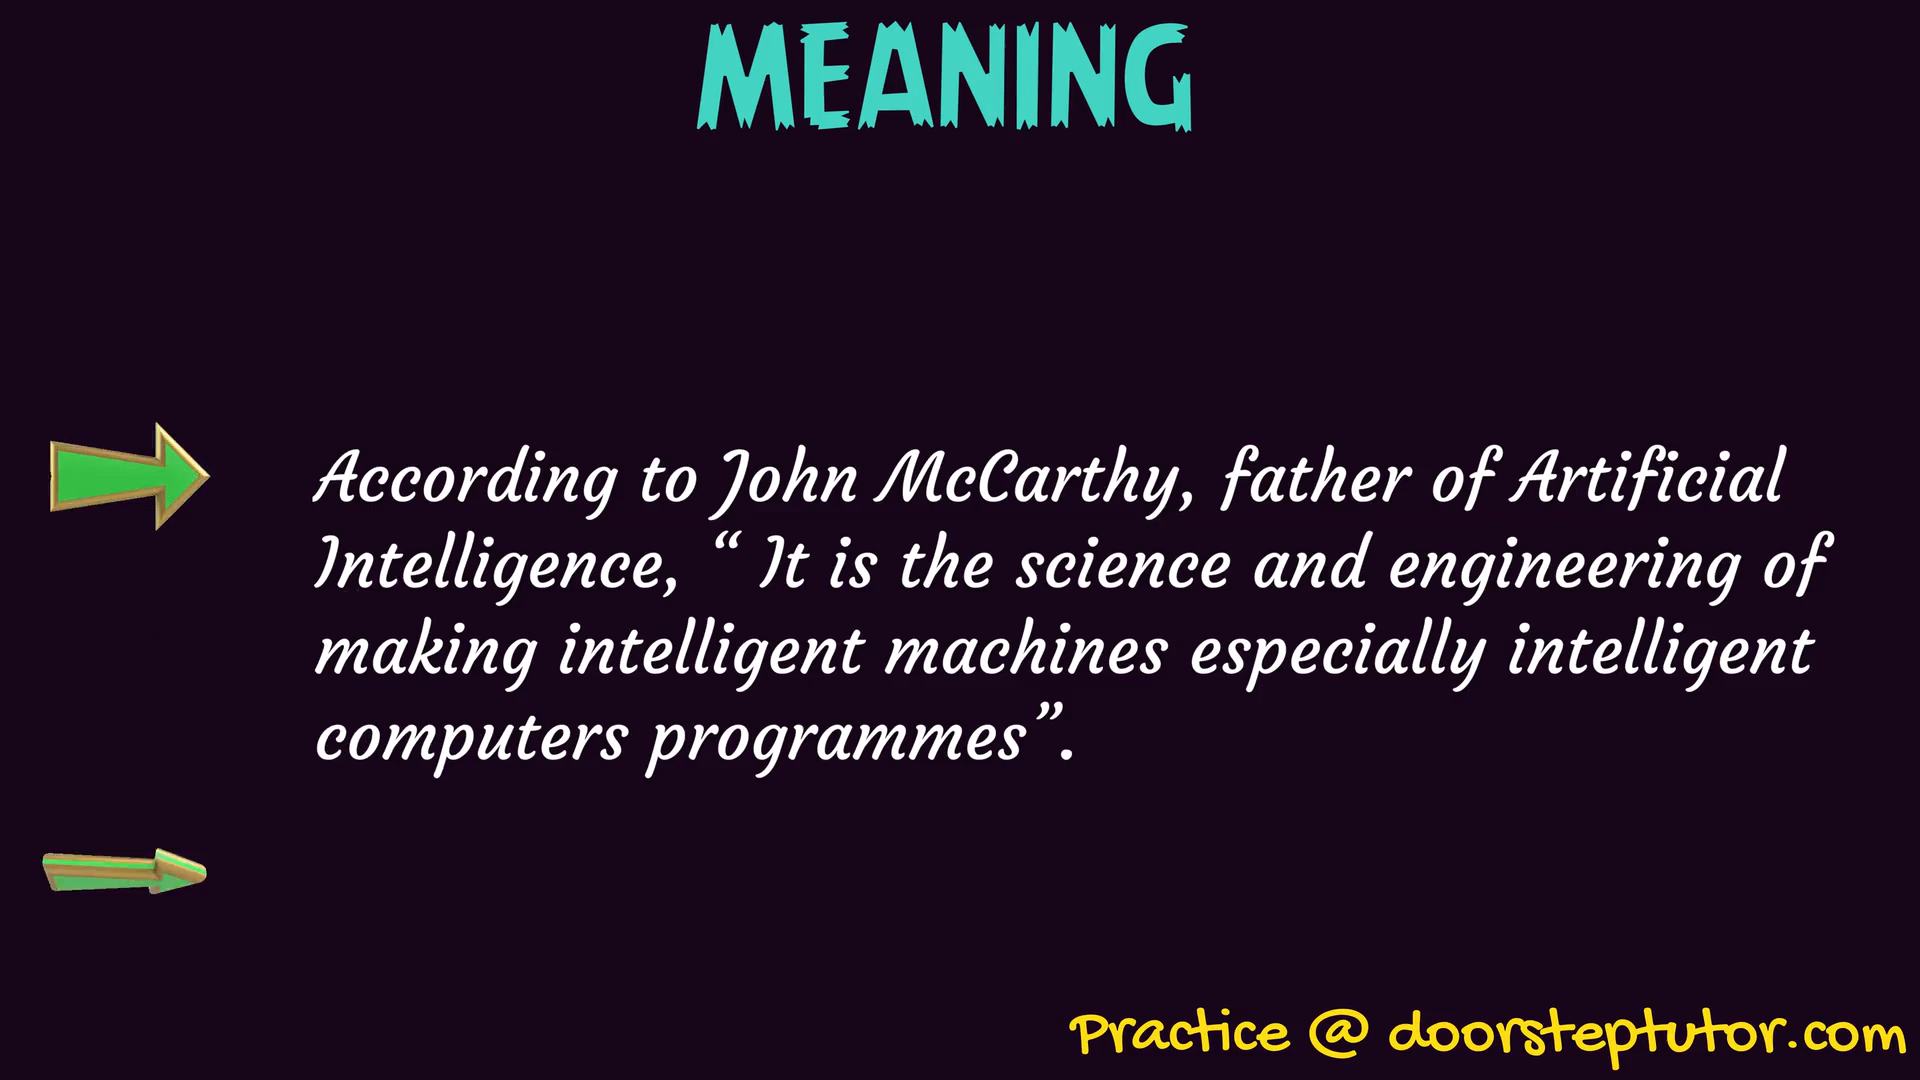 MEANING
According to John McCarthy, father of Artificial
Intelligence, “ It is the science and engineering of
making intelligent machines especially intelligent
computers programmes”.
Practice @ doorsteptutor.com